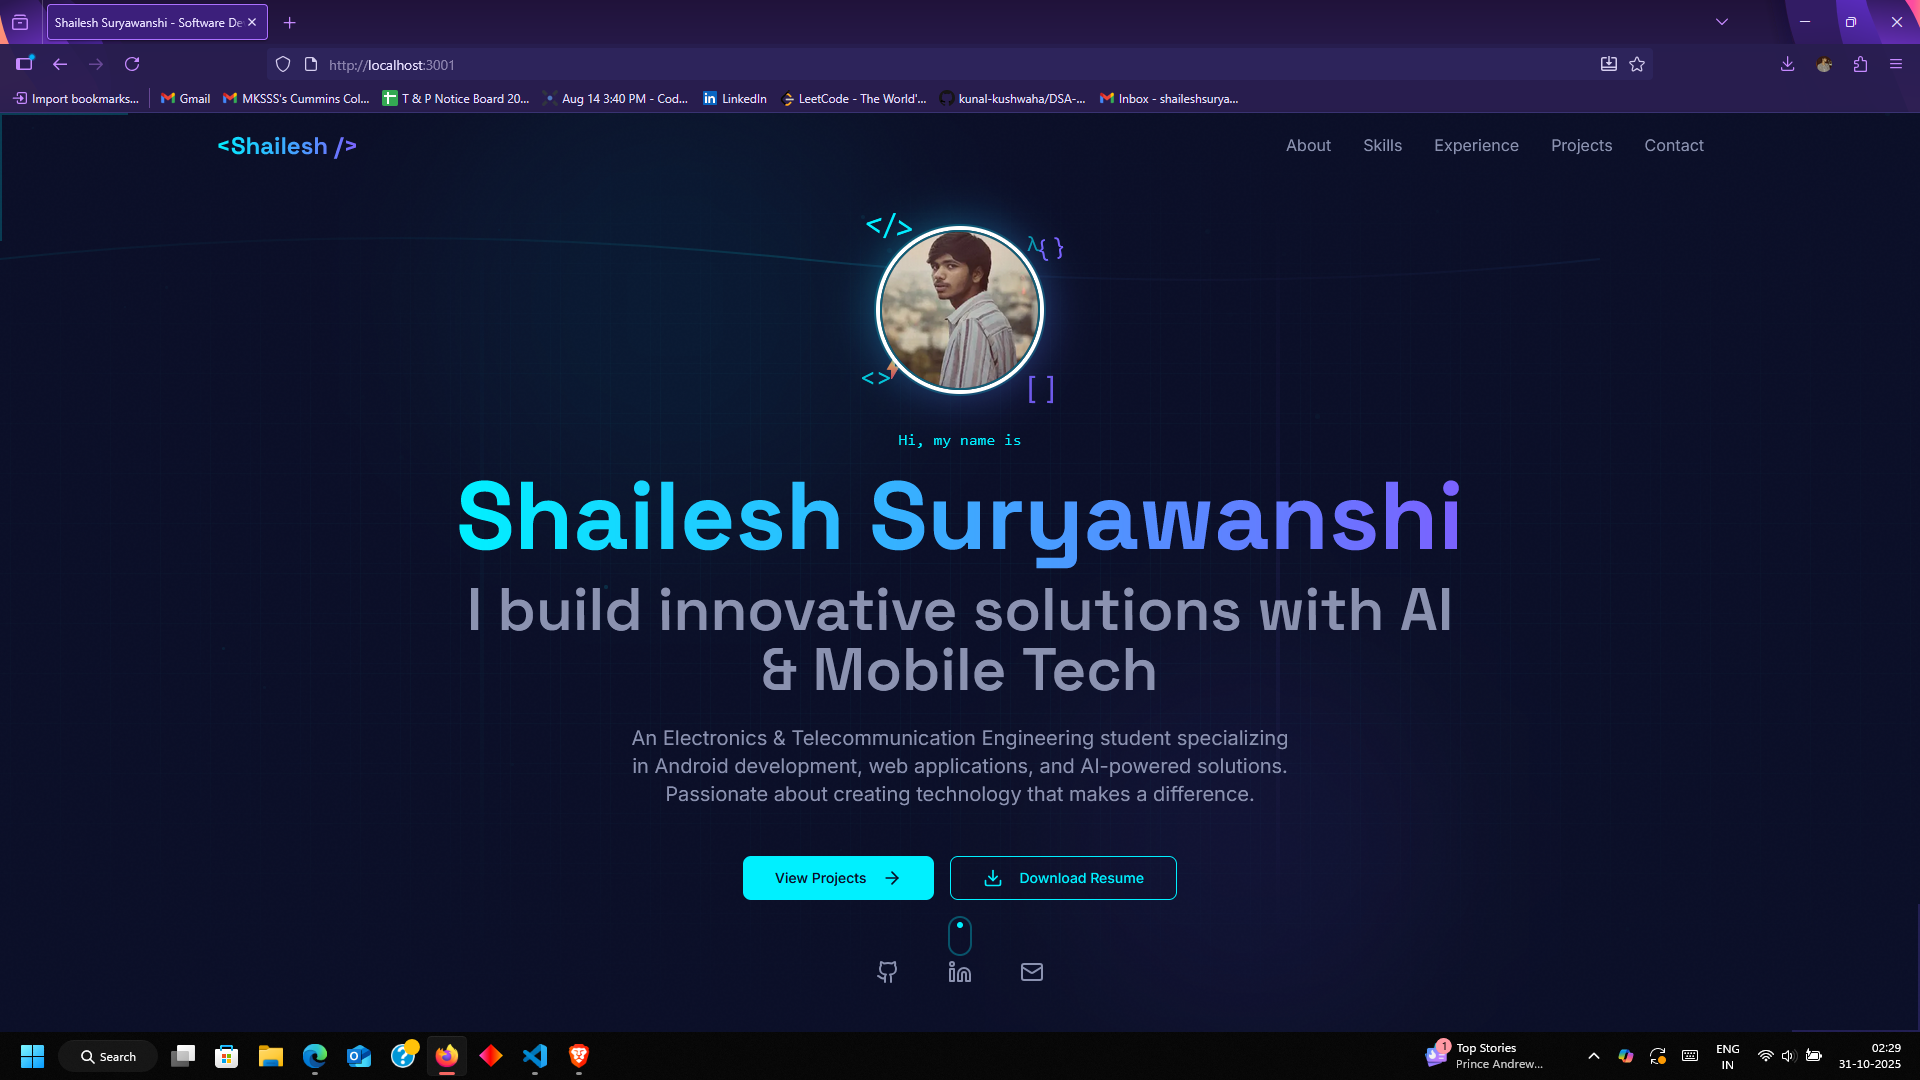 Shailesh Suryawanshi - Software De
http://localhost:3001
Import bookmarks...
Gmail
MKSSS's Cummins Col...
T & P Notice Board 20...
Aug 14 3:40 PM - Cod...
LinkedIn
LeetCode - The World'...
kunal-kushwaha/DSA-...
Inbox - shaileshsurya...
<Shailesh />
About
Skills
Experience
Projects
Contact
</>
λ
{ }
<>
[ ]
Hi, my name is
Shailesh Suryawanshi
I build innovative solutions with AI
& Mobile Tech
An Electronics & Telecommunication Engineering student specializing
in Android development, web applications, and AI-powered solutions.
Passionate about creating technology that makes a difference.
View Projects
Download Resume
Search
1
Top Stories
Prince Andrew...
ENG
IN
02:29
31-10-2025